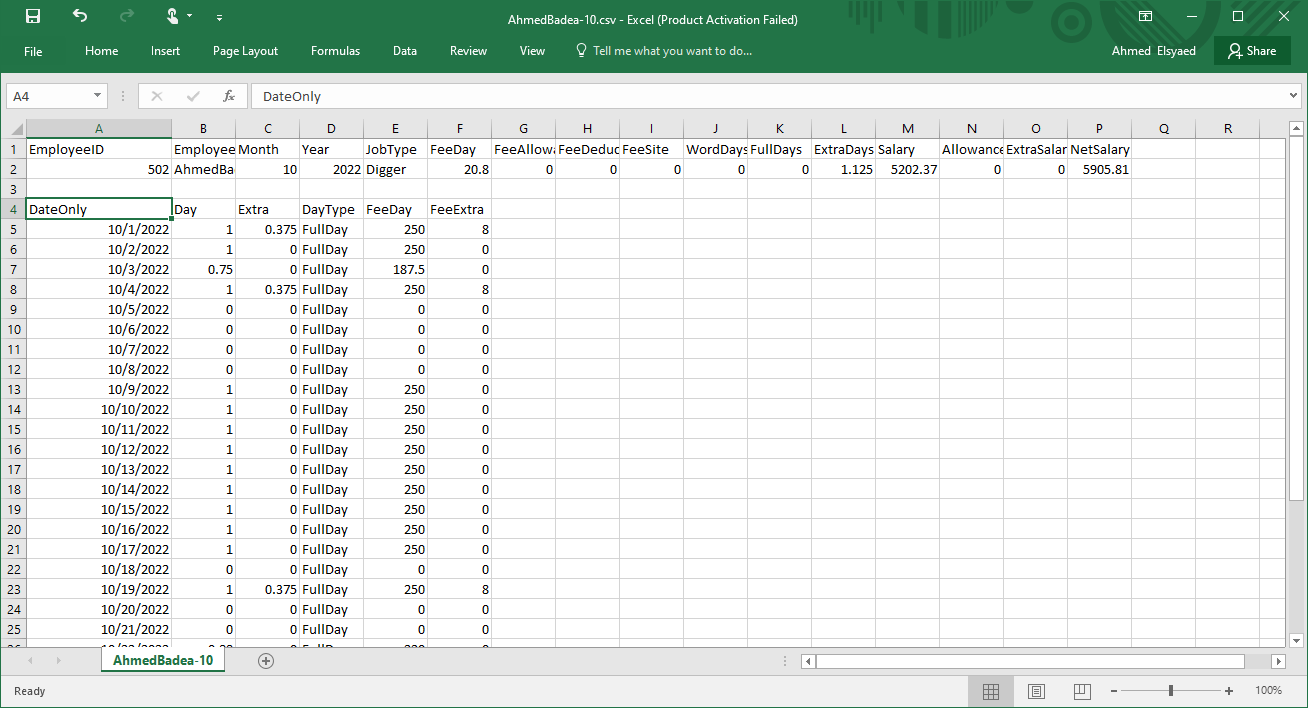 AhmedBadea-10.csv - Excel (Product Activation Failed)
File Home Insert Page Layout Formulas Data Review View Tell me what you want to do... Ahmed Elsyaed Share
A4 fx DateOnly
A B C D E F G H I J K L M N O P Q R
1 EmployeeID Employee Month Year JobType FeeDay FeeAllowa FeeDeduc FeeSite WordDays FullDays ExtraDays Salary Allowance ExtraSalar NetSalary
2 502 AhmedBa 10 2022 Digger 20.8 0 0 0 0 0 1.125 5202.37 0 0 5905.81
3
4 DateOnly Day Extra DayType FeeDay FeeExtra
5 10/1/2022 1 0.375 FullDay 250 8
6 10/2/2022 1 0 FullDay 250 0
7 10/3/2022 0.75 0 FullDay 187.5 0
8 10/4/2022 1 0.375 FullDay 250 8
9 10/5/2022 0 0 FullDay 0 0
10 10/6/2022 0 0 FullDay 0 0
11 10/7/2022 0 0 FullDay 0 0
12 10/8/2022 0 0 FullDay 0 0
13 10/9/2022 1 0 FullDay 250 0
14 10/10/2022 1 0 FullDay 250 0
15 10/11/2022 1 0 FullDay 250 0
16 10/12/2022 1 0 FullDay 250 0
17 10/13/2022 1 0 FullDay 250 0
18 10/14/2022 1 0 FullDay 250 0
19 10/15/2022 1 0 FullDay 250 0
20 10/16/2022 1 0 FullDay 250 0
21 10/17/2022 1 0 FullDay 250 0
22 10/18/2022 0 0 FullDay 0 0
23 10/19/2022 1 0.375 FullDay 250 8
24 10/20/2022 0 0 FullDay 0 0
25 10/21/2022 0 0 FullDay 0 0
AhmedBadea-10
Ready 100%